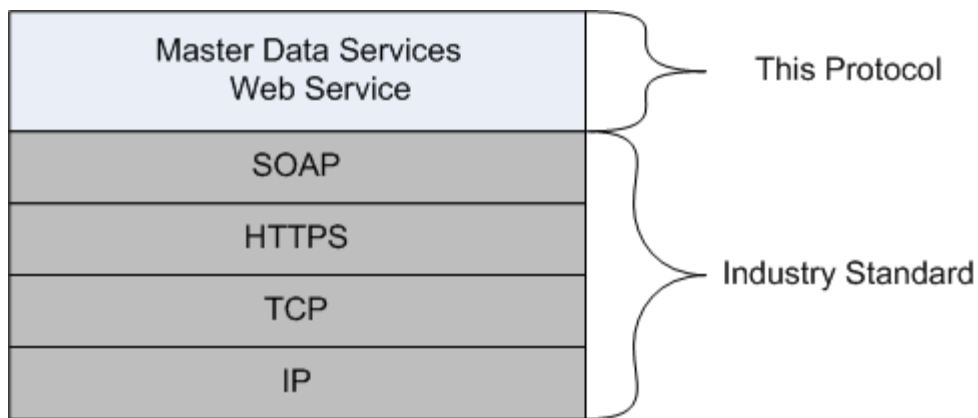 Master Data Services
Web Service
This Protocol
SOAP
HTTPS
TCP
IP
Industry Standard